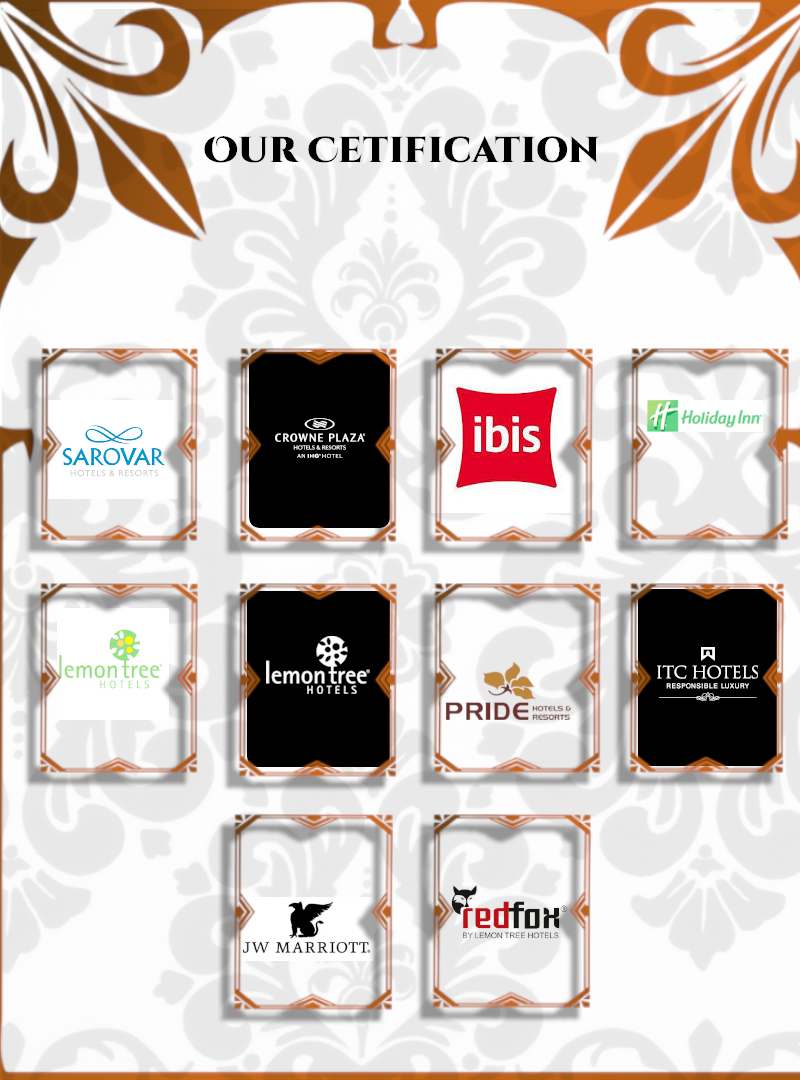 Our Cetification
SAROVAR
HOTELS & RESORTS
CROWNE PLAZA®
HOTELS & RESORTS
AN IHG® HOTEL
ibis
H Holiday Inn®
lemon tree®
HOTELS
lemon tree®
HOTELS
PRIDE HOTELS &
RESORTS
ITC HOTELS
RESPONSIBLE LUXURY
JW MARRIOTT®
redfox®
BY LEMON TREE HOTELS